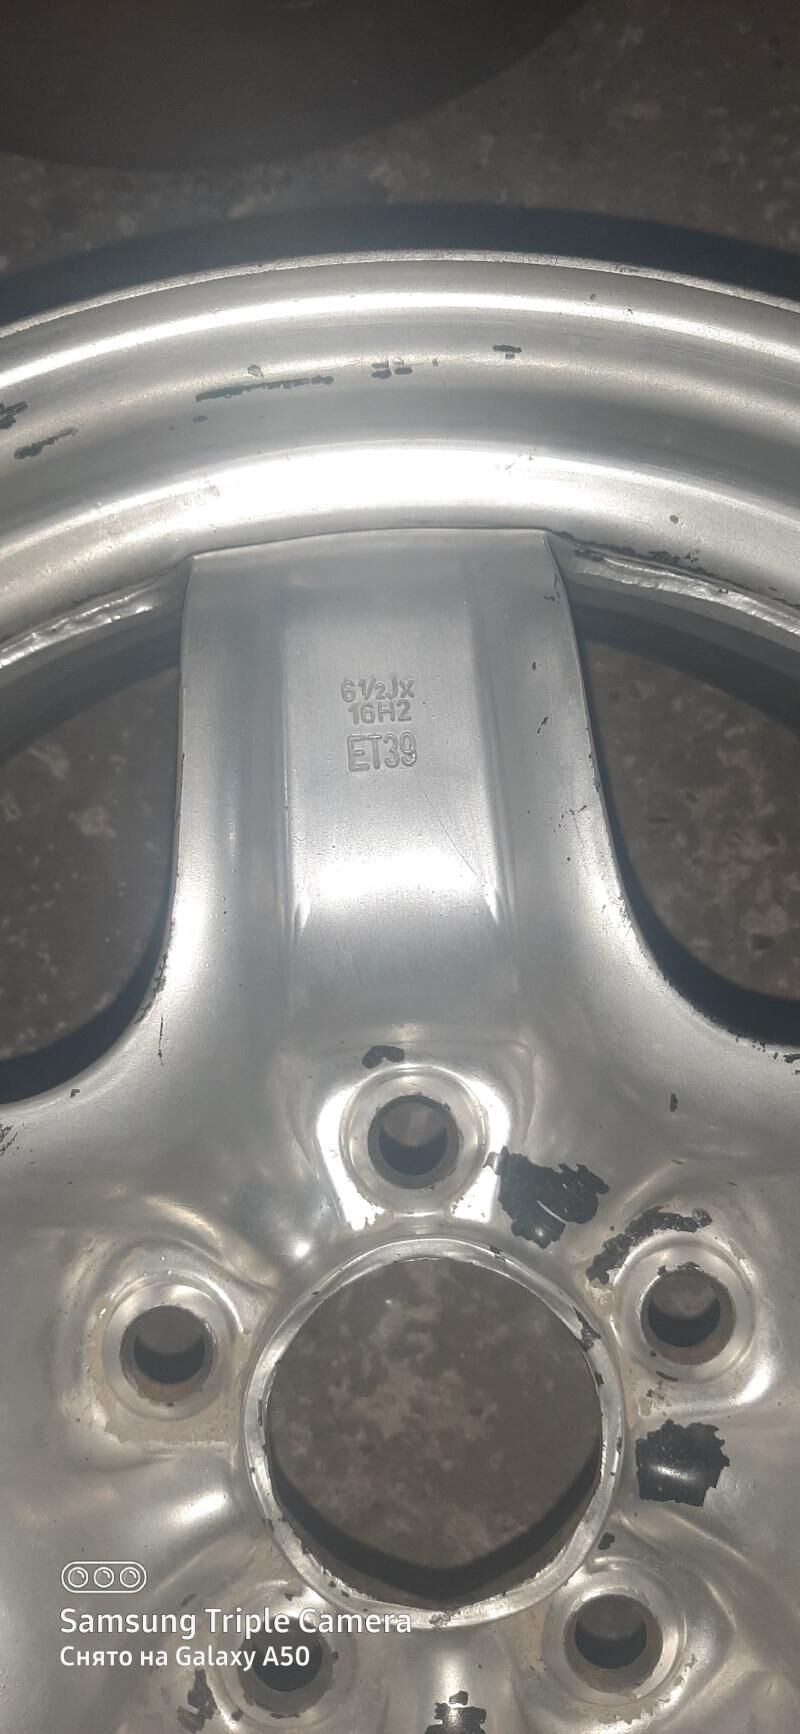 6½Jx
16H2
ET39
Samsung Triple Camera
Снято на Galaxy A50